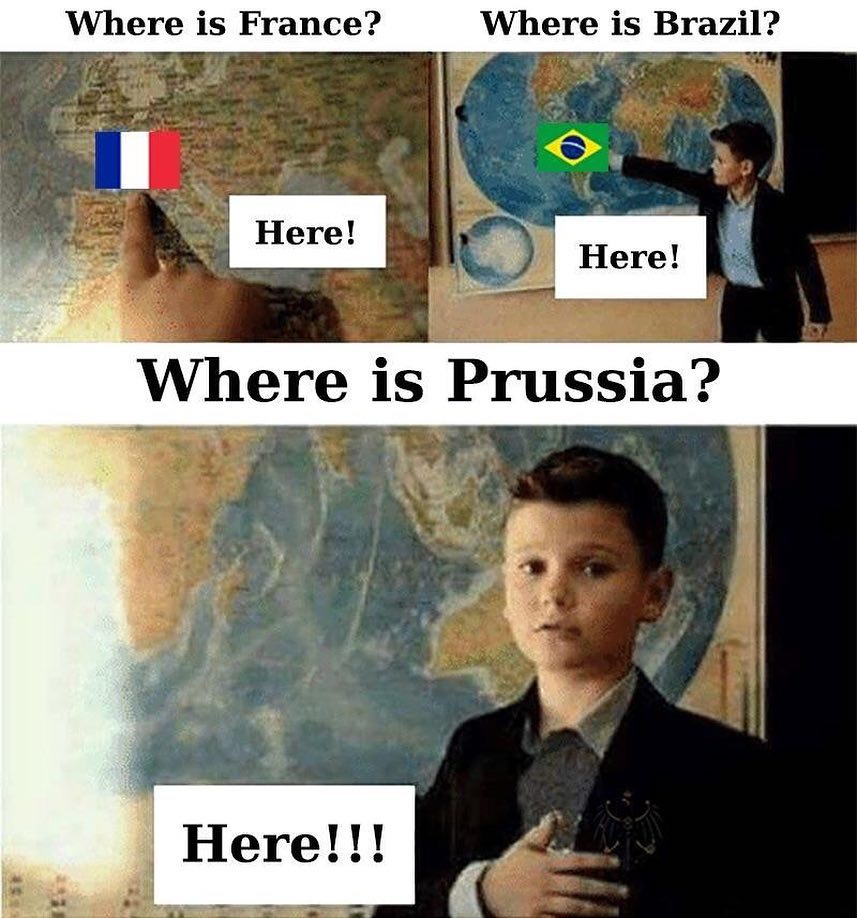 Where is France?
Where is Brazil?
Here!
Here!
Where is Prussia?
Here!!!